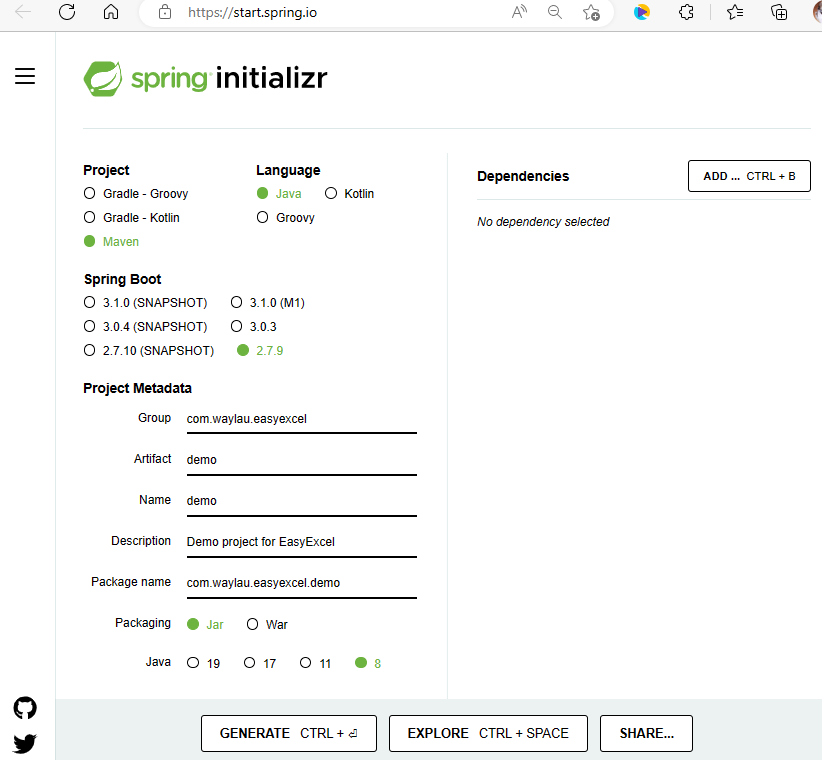 https://start.spring.io
spring initializr
Project
Gradle - Groovy
Gradle - Kotlin
Maven
Language
Java Kotlin
Groovy
Spring Boot
3.1.0 (SNAPSHOT) 3.1.0 (M1)
3.0.4 (SNAPSHOT) 3.0.3
2.7.10 (SNAPSHOT) 2.7.9
Project Metadata
Group com.waylau.easyexcel
Artifact demo
Name demo
Description Demo project for EasyExcel
Package name com.waylau.easyexcel.demo
Packaging Jar War
Java 19 17 11 8
Dependencies ADD ... CTRL + B
No dependency selected
GENERATE CTRL + ⏎ EXPLORE CTRL + SPACE SHARE...